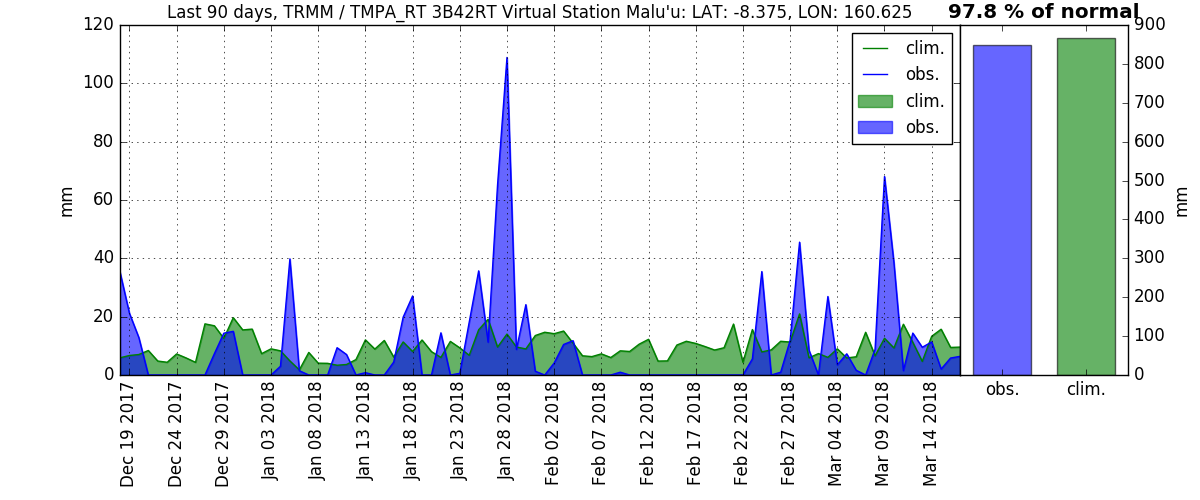 Last 90 days, TRMM / TMPA_RT 3B42RT Virtual Station Malu'u: LAT: -8.375, LON: 160.625
97.8 % of normal
120
100
80
60
40
20
0
mm
clim.
obs.
clim.
obs.
900
800
700
600
500
400
300
200
100
0
mm
obs.
clim.
Dec 19 2017
Dec 24 2017
Dec 29 2017
Jan 03 2018
Jan 08 2018
Jan 13 2018
Jan 18 2018
Jan 23 2018
Jan 28 2018
Feb 02 2018
Feb 07 2018
Feb 12 2018
Feb 17 2018
Feb 22 2018
Feb 27 2018
Mar 04 2018
Mar 09 2018
Mar 14 2018